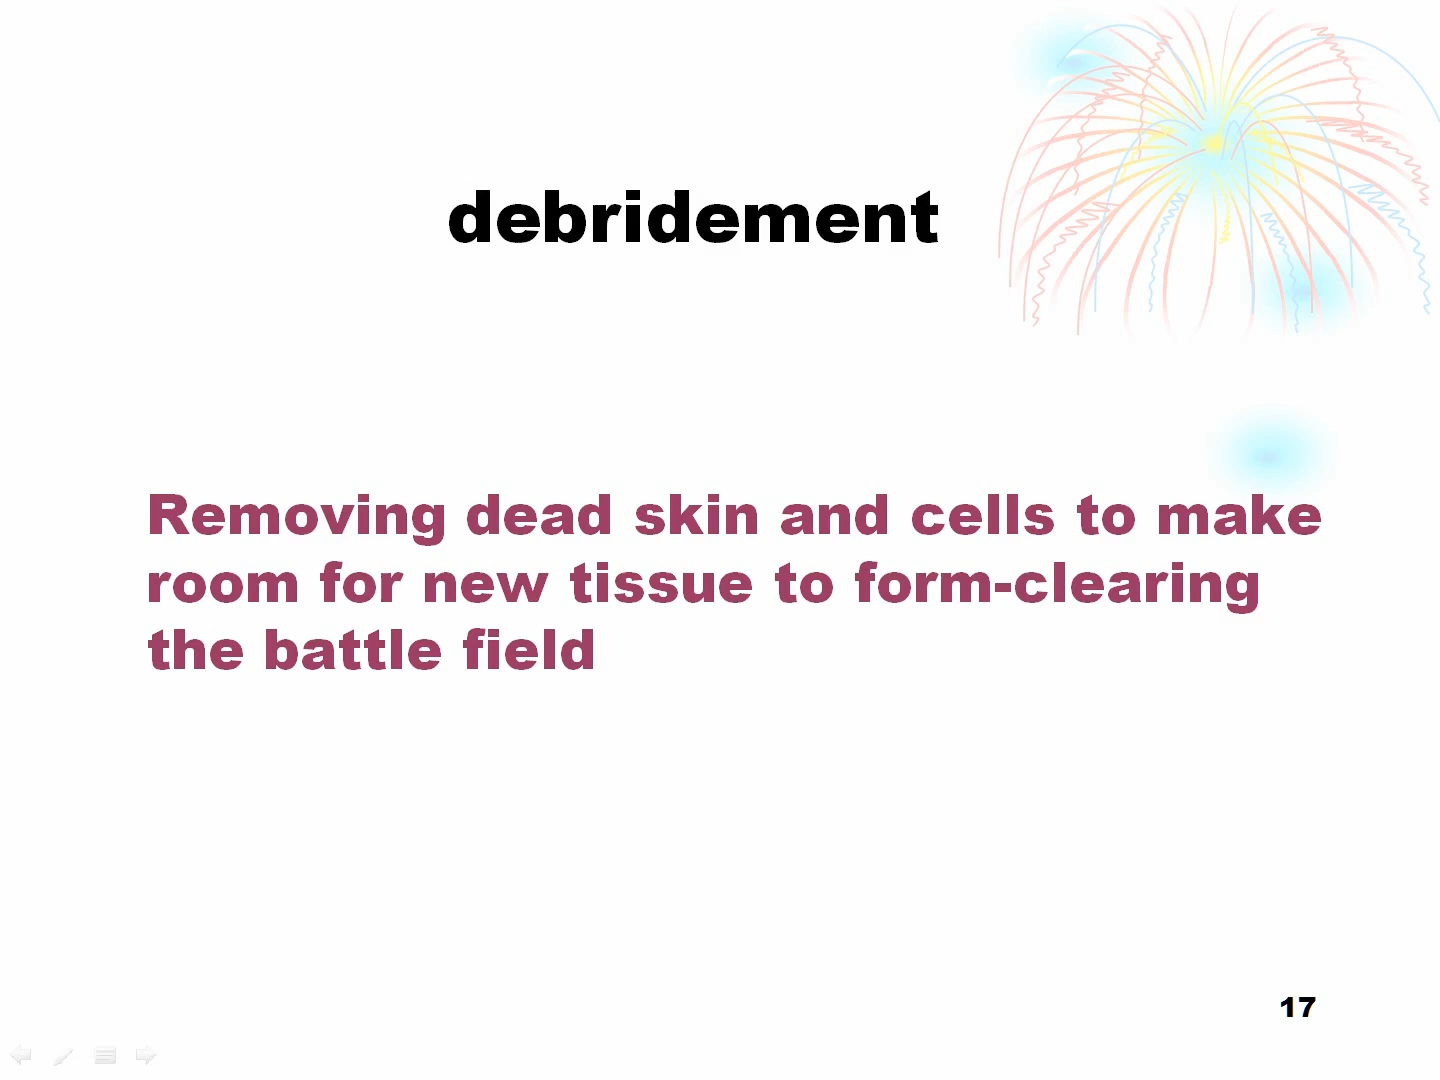 debridement
Removing dead skin and cells to make
room for new tissue to form-clearing
the battle field
17